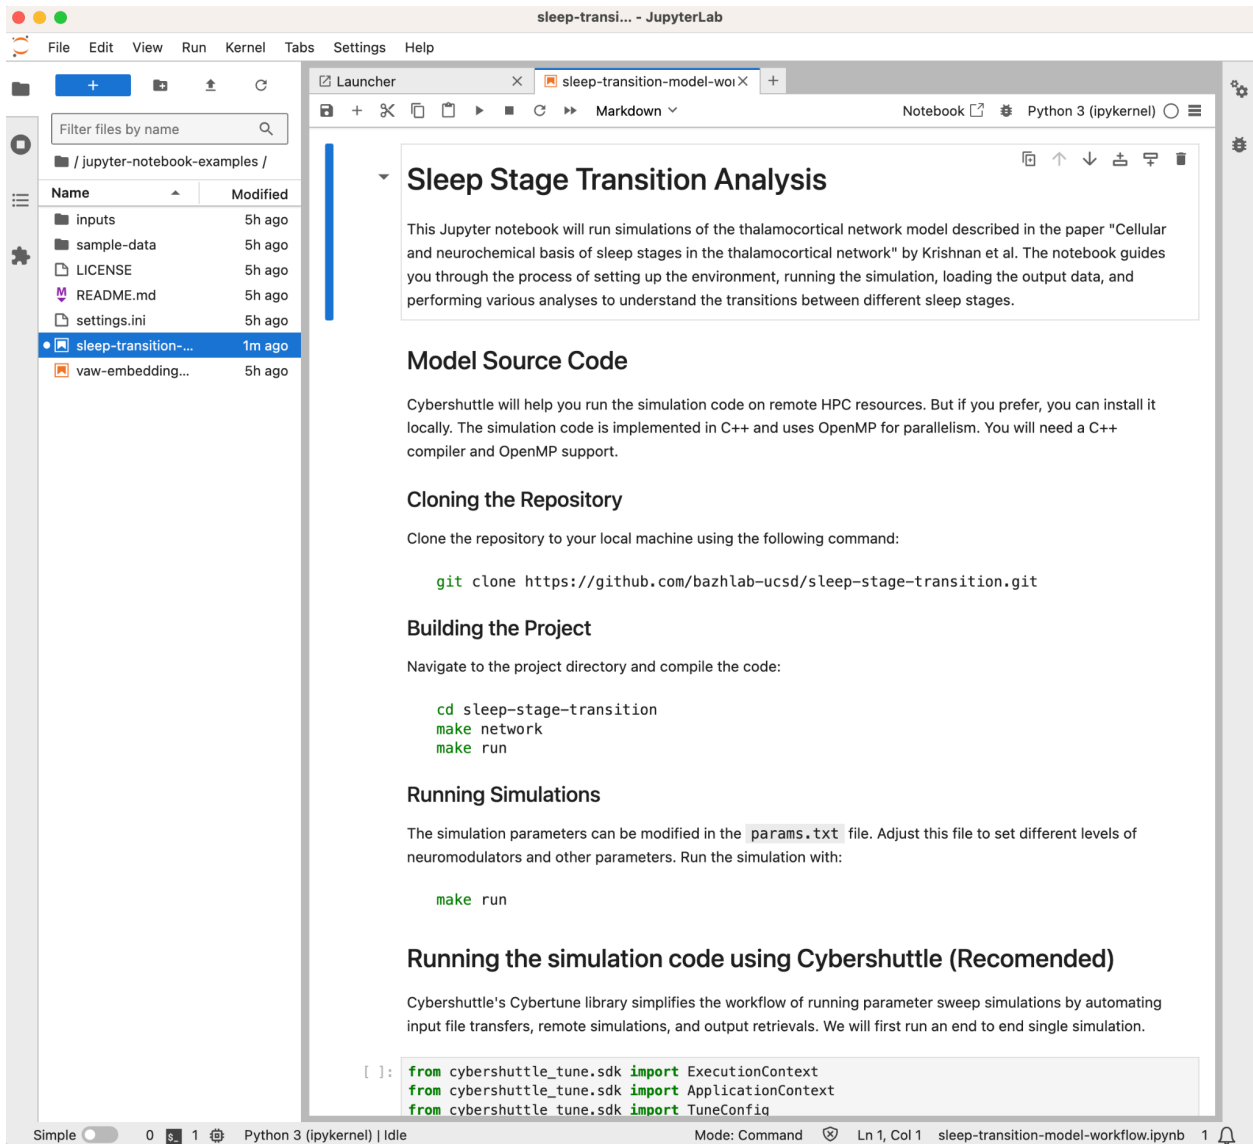 sleep-transi... - JupyterLab
File Edit View Run Kernel Tabs Settings Help
Filter files by name
/ jupyter-notebook-examples /
Name Modified
inputs 5h ago
sample-data 5h ago
LICENSE 5h ago
README.md 5h ago
settings.ini 5h ago
sleep-transition-... 1m ago
vaw-embedding... 5h ago
Launcher
sleep-transition-model-wor
Markdown
Notebook
Python 3 (ipykernel)
Sleep Stage Transition Analysis
This Jupyter notebook will run simulations of the thalamocortical network model described in the paper "Cellular
and neurochemical basis of sleep stages in the thalamocortical network" by Krishnan et al. The notebook guides
you through the process of setting up the environment, running the simulation, loading the output data, and
performing various analyses to understand the transitions between different sleep stages.
Model Source Code
Cybershuttle will help you run the simulation code on remote HPC resources. But if you prefer, you can install it
locally. The simulation code is implemented in C++ and uses OpenMP for parallelism. You will need a C++
compiler and OpenMP support.
Cloning the Repository
Clone the repository to your local machine using the following command:
git clone https://github.com/bazhlab-ucsd/sleep-stage-transition.git
Building the Project
Navigate to the project directory and compile the code:
cd sleep-stage-transition
make network
make run
Running Simulations
The simulation parameters can be modified in the params.txt file. Adjust this file to set different levels of
neuromodulators and other parameters. Run the simulation with:
make run
Running the simulation code using Cybershuttle (Recomended)
Cybershuttle's Cybertune library simplifies the workflow of running parameter sweep simulations by automating
input file transfers, remote simulations, and output retrievals. We will first run an end to end single simulation.
[ ]: from cybershuttle_tune.sdk import ExecutionContext
from cybershuttle_tune.sdk import ApplicationContext
from cybershuttle_tune.sdk import TuneConfig
Simple 0 1 Python 3 (ipykernel) | Idle Mode: Command Ln 1, Col 1 sleep-transition-model-workflow.ipynb 1